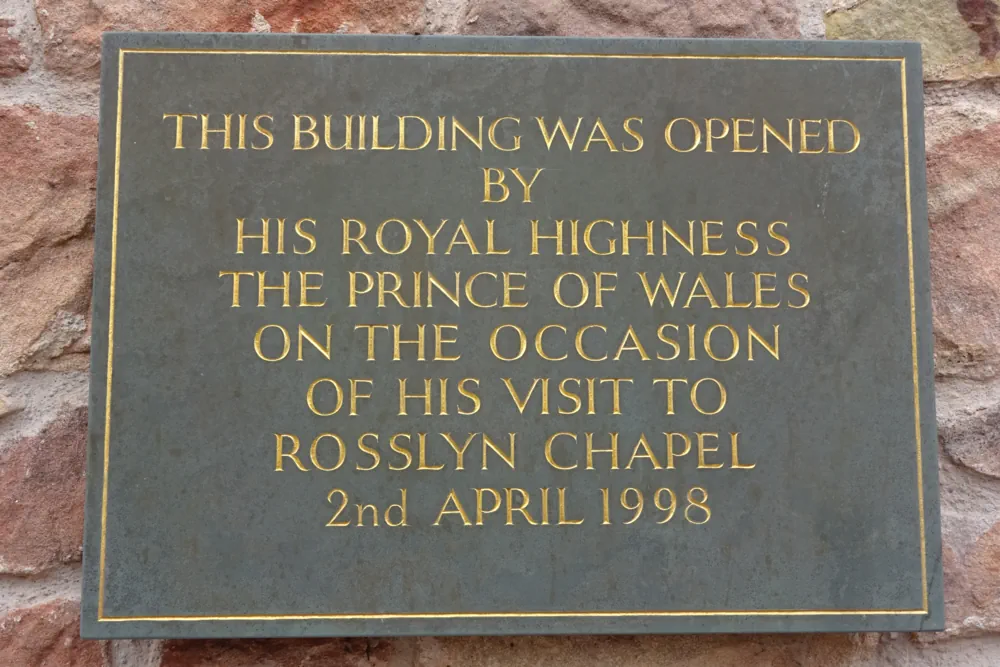 THIS BUILDING WAS OPENED
BY
HIS ROYAL HIGHNESS
THE PRINCE OF WALES
ON THE OCCASION
OF HIS VISIT TO
ROSSLYN CHAPEL
2nd APRIL 1998